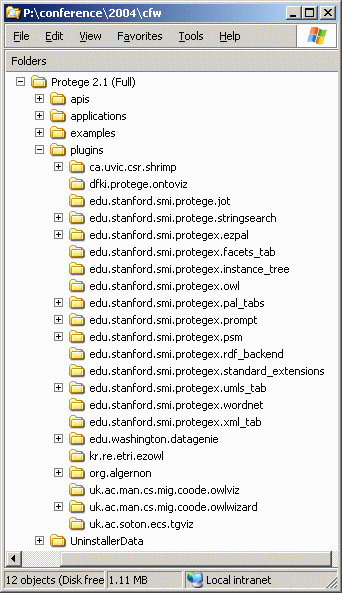 P:\conference\2004\cfw
File Edit View Favorites Tools Help
Folders
Protege 2.1 (Full)
apis
applications
examples
plugins
ca.uvic.csr.shrimp
dfki.protege.ontoviz
edu.stanford.smi.protege.jot
edu.stanford.smi.protege.stringsearch
edu.stanford.smi.protegex.ezpal
edu.stanford.smi.protegex.facets_tab
edu.stanford.smi.protegex.instance_tree
edu.stanford.smi.protegex.owl
edu.stanford.smi.protegex.pal_tabs
edu.stanford.smi.protegex.prompt
edu.stanford.smi.protegex.psm
edu.stanford.smi.protegex.rdf_backend
edu.stanford.smi.protegex.standard_extensions
edu.stanford.smi.protegex.umls_tab
edu.stanford.smi.protegex.wordnet
edu.stanford.smi.protegex.xml_tab
edu.washington.datagenie
kr.re.etri.ezowl
org.algernon
uk.ac.man.cs.mig.coode.owlviz
uk.ac.man.cs.mig.coode.owlwizard
uk.ac.soton.ecs.tgviz
UninstallerData
12 objects (Disk free 1.11 MB Local intranet